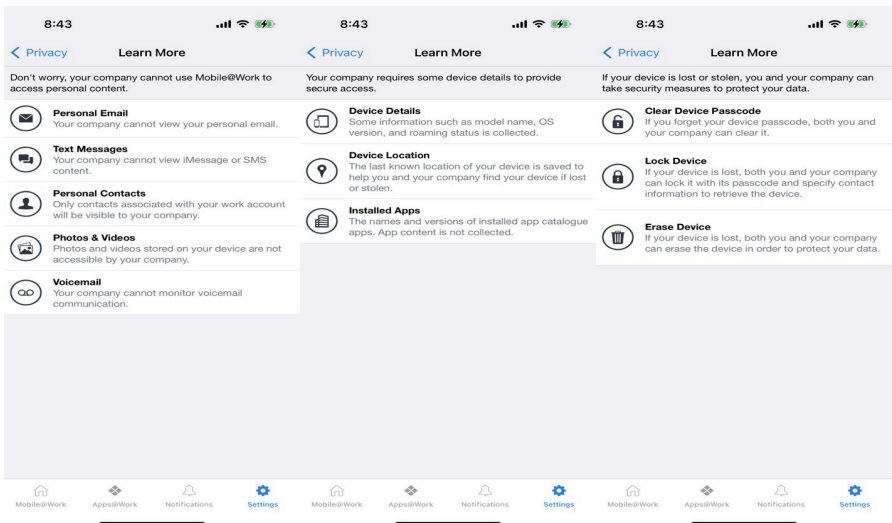 8:43
Privacy
Learn More
Don't worry, your company cannot use Mobile@Work to
access personal content.
Personal Email
Your company cannot view your personal email.
Text Messages
Your company cannot view iMessage or SMS
content.
Personal Contacts
Only contacts associated with your work account
will be visible to your company.
Photos & Videos
Photos and videos stored on your device are not
accessible by your company.
Voicemail
Your company cannot monitor voicemail
communication.
Mobile@Work Apps@Work Notifications Settings
8:43
Privacy
Learn More
Your company requires some device details to provide
secure access.
Device Details
Some information such as model name, OS
version, and roaming status is collected.
Device Location
The last known location of your device is saved to
help you and your company find your device if lost
or stolen.
Installed Apps
The names and versions of installed app catalogue
apps. App content is not collected.
Mobile@Work Apps@Work Notifications Settings
8:43
Privacy
Learn More
If your device is lost or stolen, you and your company can
take security measures to protect your data.
Clear Device Passcode
If you forget your device passcode, both you and
your company can clear it.
Lock Device
If your device is lost, both you and your company
can lock it with its passcode and specify contact
information to retrieve the device.
Erase Device
If your device is lost, both you and your company
can erase the device in order to protect your data.
Mobile@Work Apps@Work Notifications Settings